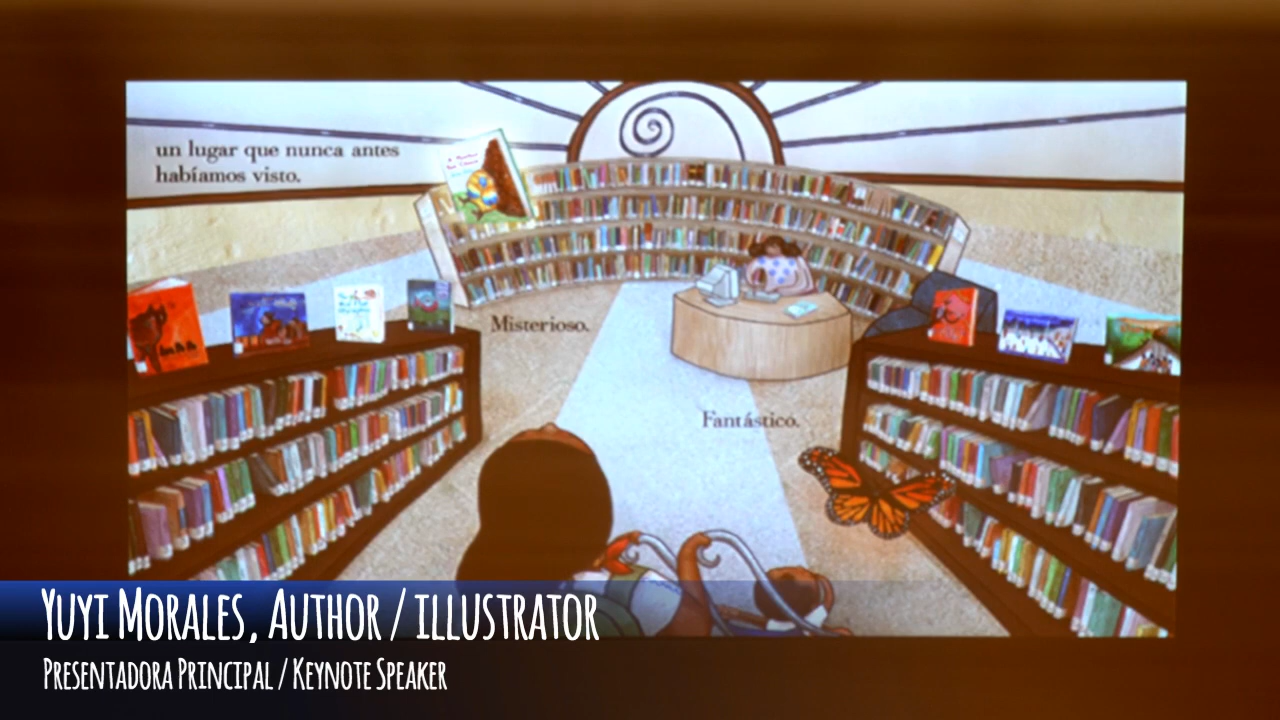 un lugar que nunca antes
habíamos visto.
Misterioso.
Fantástico.
Yuyi Morales, Author / illustrator
Presentadora Principal / Keynote Speaker